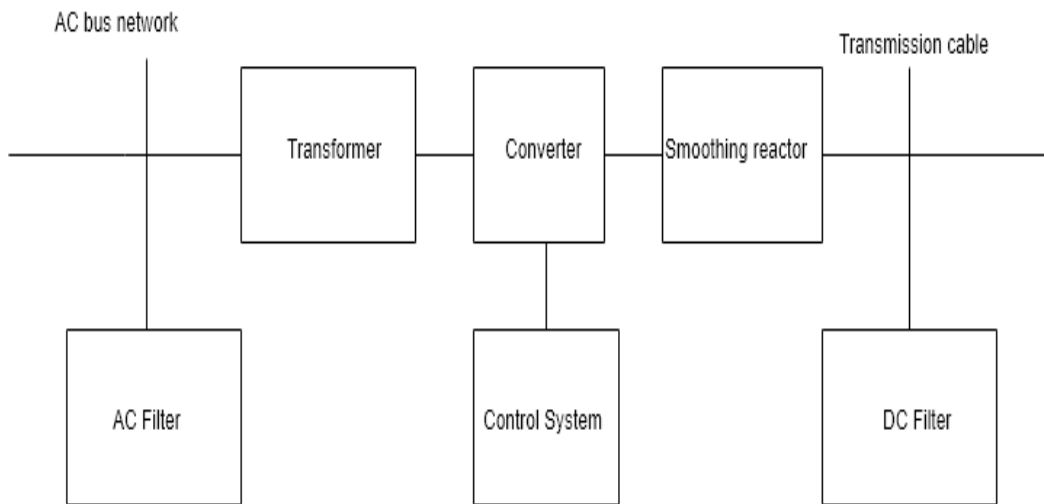 AC bus network
Transmission cable
Transformer
Converter
Smoothing reactor
AC Filter
Control System
DC Filter